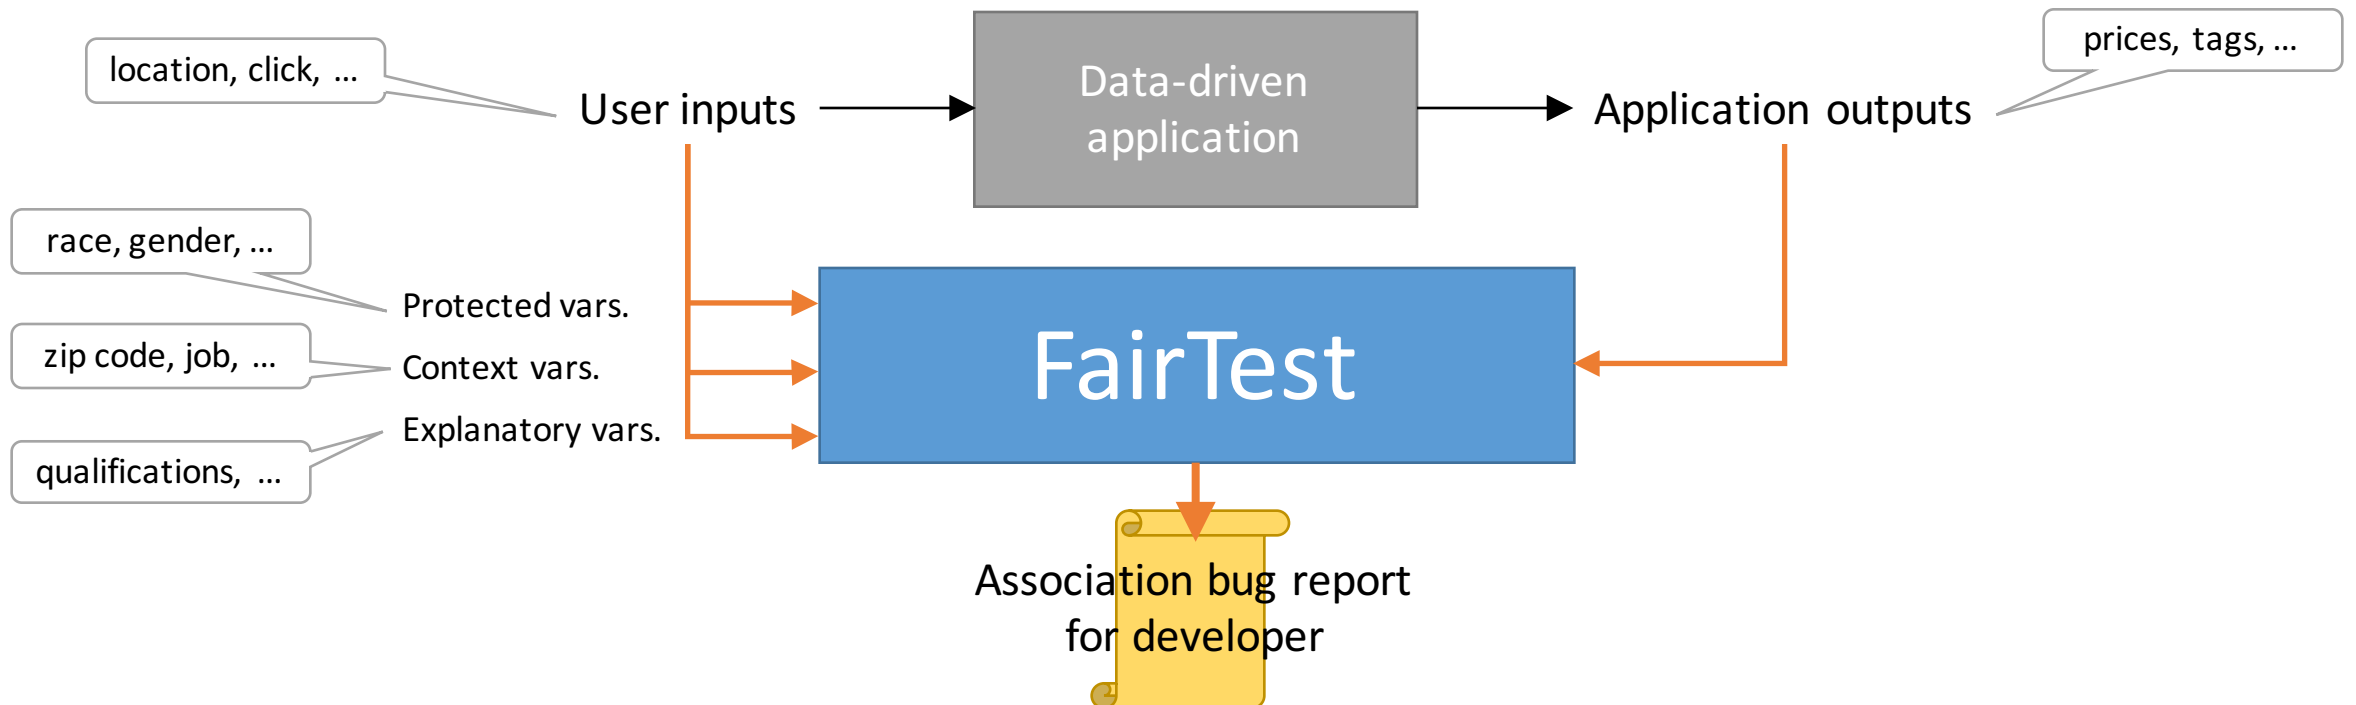 location, click, ...
User inputs
Data-driven
application
Application outputs
prices, tags, ...
race, gender, ...
Protected vars.
zip code, job, ...
Context vars.
Explanatory vars.
qualifications, ...
FairTest
Association bug report
for developer